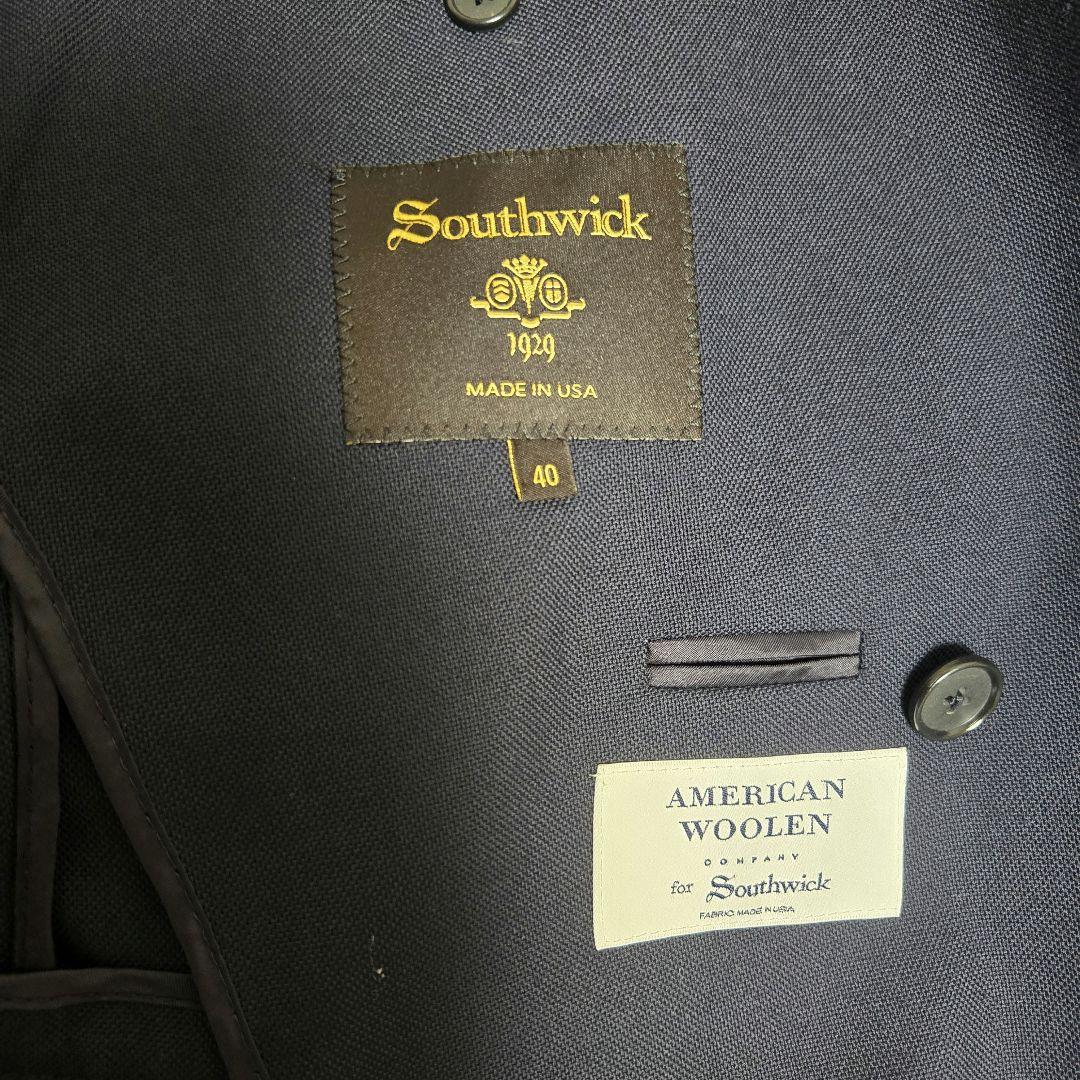 Southwick
1929
MADE IN USA
40
AMERICAN
WOOLEN
COMPANY
for Southwick
FABRIC MADE IN USA